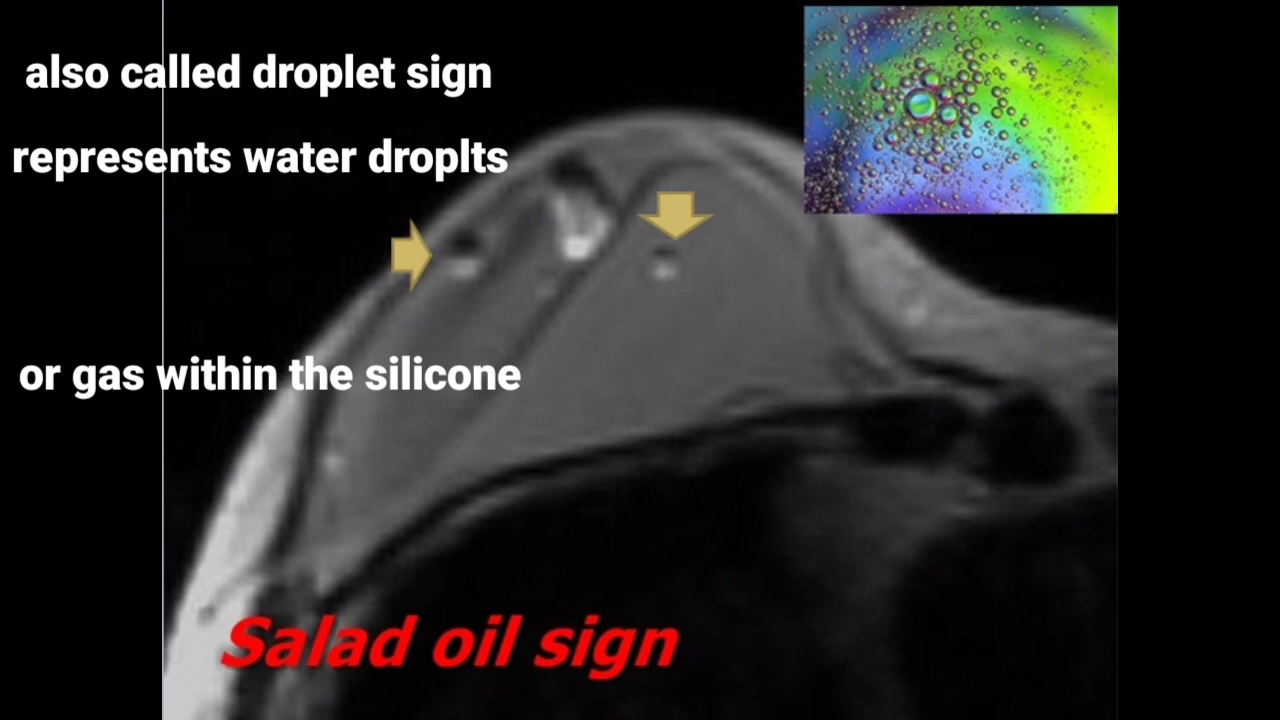 also called droplet sign
represents water droplts
or gas within the silicone
Salad oil sign